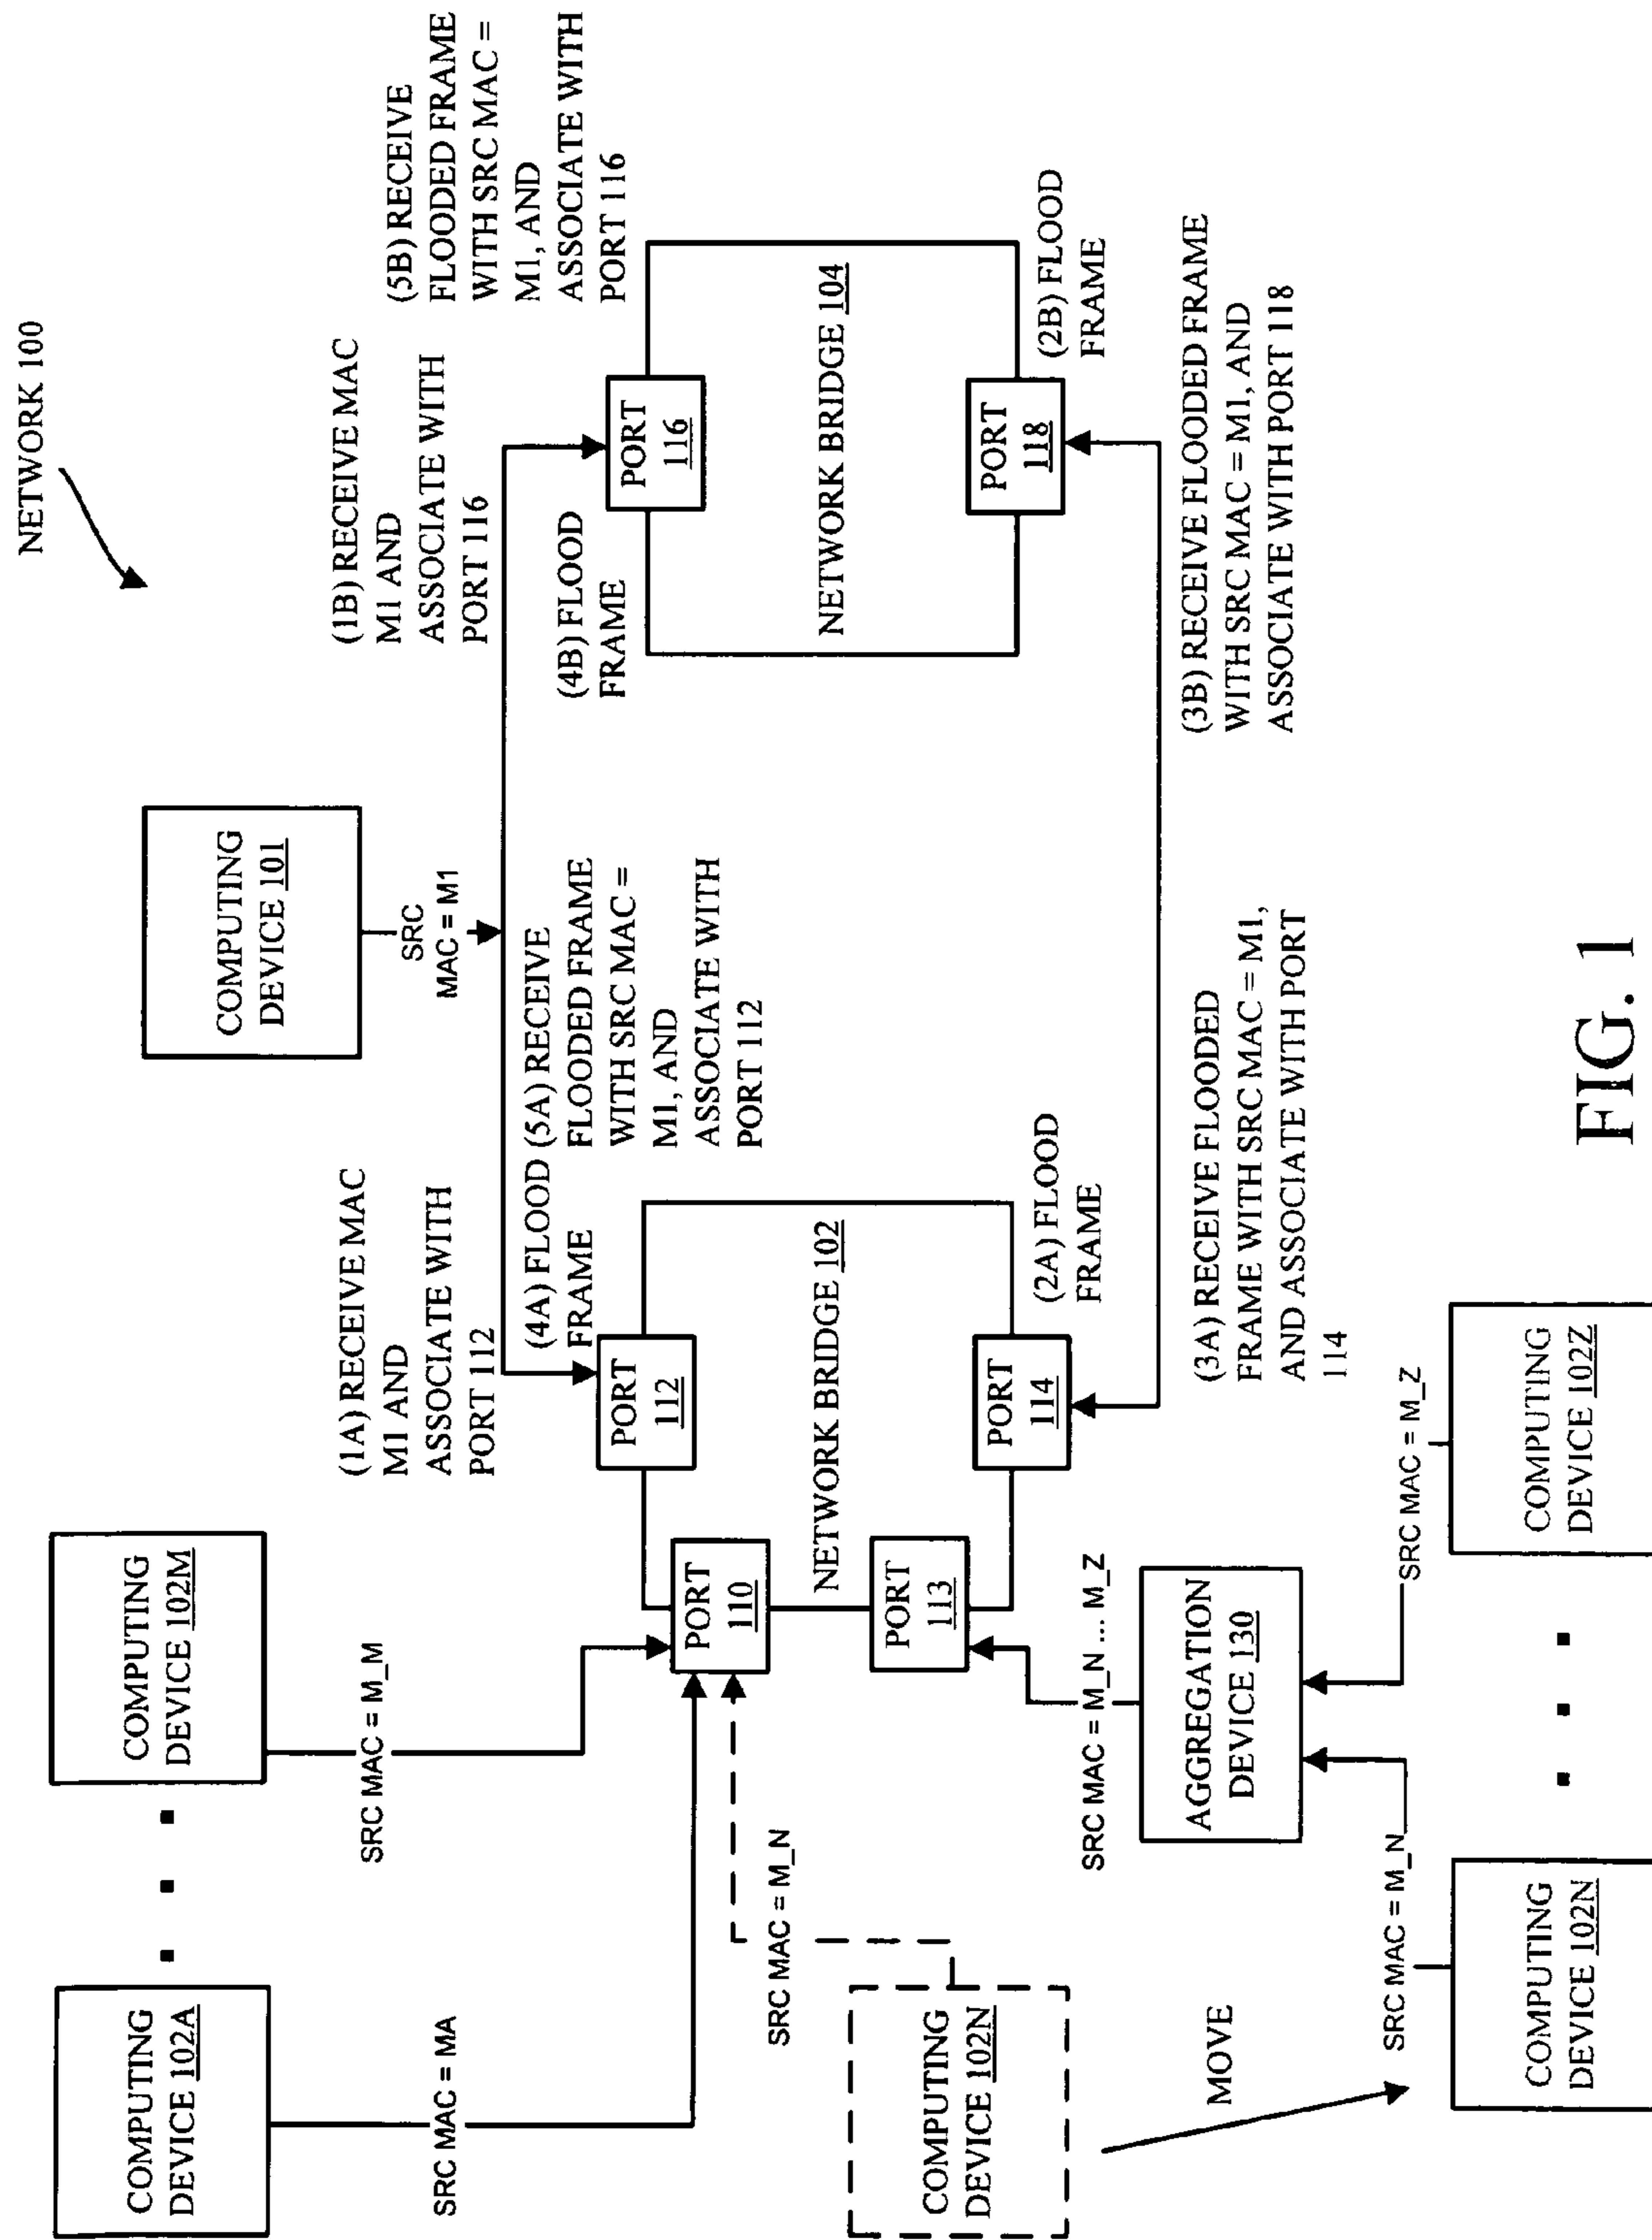 NETWORK 100
COMPUTING
DEVICE 102A
COMPUTING
DEVICE 102M
COMPUTING
DEVICE 101
SRC MAC = MA
SRC MAC = M_M
SRC
MAC = M1
(1A) RECEIVE MAC
M1 AND
ASSOCIATE WITH
PORT 112
(1B) RECEIVE MAC
M1 AND
ASSOCIATE WITH
PORT 116
(4A) FLOOD
FRAME
(5A) RECEIVE
FLOODED FRAME
WITH SRC MAC =
M1, AND
ASSOCIATE WITH
PORT 112
(4B) FLOOD
FRAME
(5B) RECEIVE
FLOODED FRAME
WITH SRC MAC =
M1, AND
ASSOCIATE WITH
PORT 116
PORT
110
PORT
112
PORT
116
NETWORK BRIDGE 102
NETWORK BRIDGE 104
SRC MAC = M_N
PORT
113
PORT
114
PORT
118
COMPUTING
DEVICE 102N
(2A) FLOOD
FRAME
(2B) FLOOD
FRAME
SRC MAC = M_N ... M_Z
MOVE
AGGREGATION
DEVICE 130
(3A) RECEIVE FLOODED
FRAME WITH SRC MAC = M1,
AND ASSOCIATE WITH PORT
114
(3B) RECEIVE FLOODED FRAME
WITH SRC MAC = M1, AND
ASSOCIATE WITH PORT 118
SRC MAC = M_N
SRC MAC = M_Z
COMPUTING
DEVICE 102N
COMPUTING
DEVICE 102Z
FIG. 1